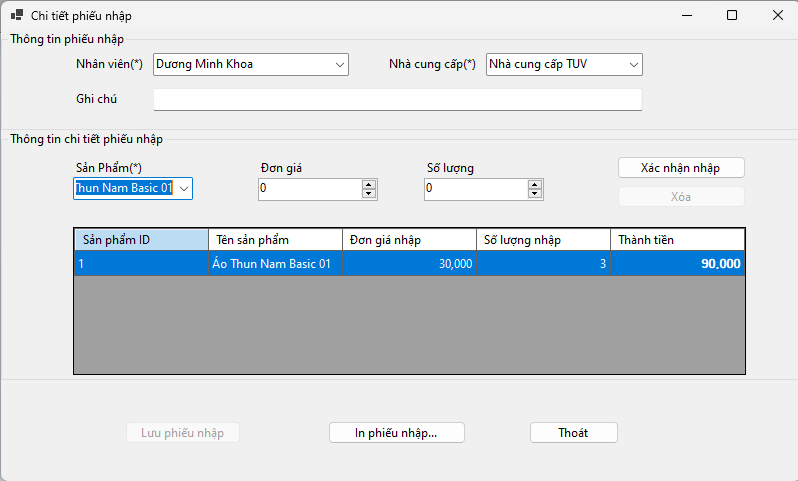 Chi tiết phiếu nhập
Thông tin phiếu nhập
Nhân viên(*) Dương Minh Khoa Nhà cung cấp(*) Nhà cung cấp TUV
Ghi chú
Thông tin chi tiết phiếu nhập
Sản Phẩm(*) Đơn giá Số lượng Xác nhận nhập
Thun Nam Basic 01 0 0 Xóa
Sản phẩm ID Tên sản phẩm Đơn giá nhập Số lượng nhập Thành tiền
1 Áo Thun Nam Basic 01 30,000 3 90,000
Lưu phiếu nhập In phiếu nhập... Thoát